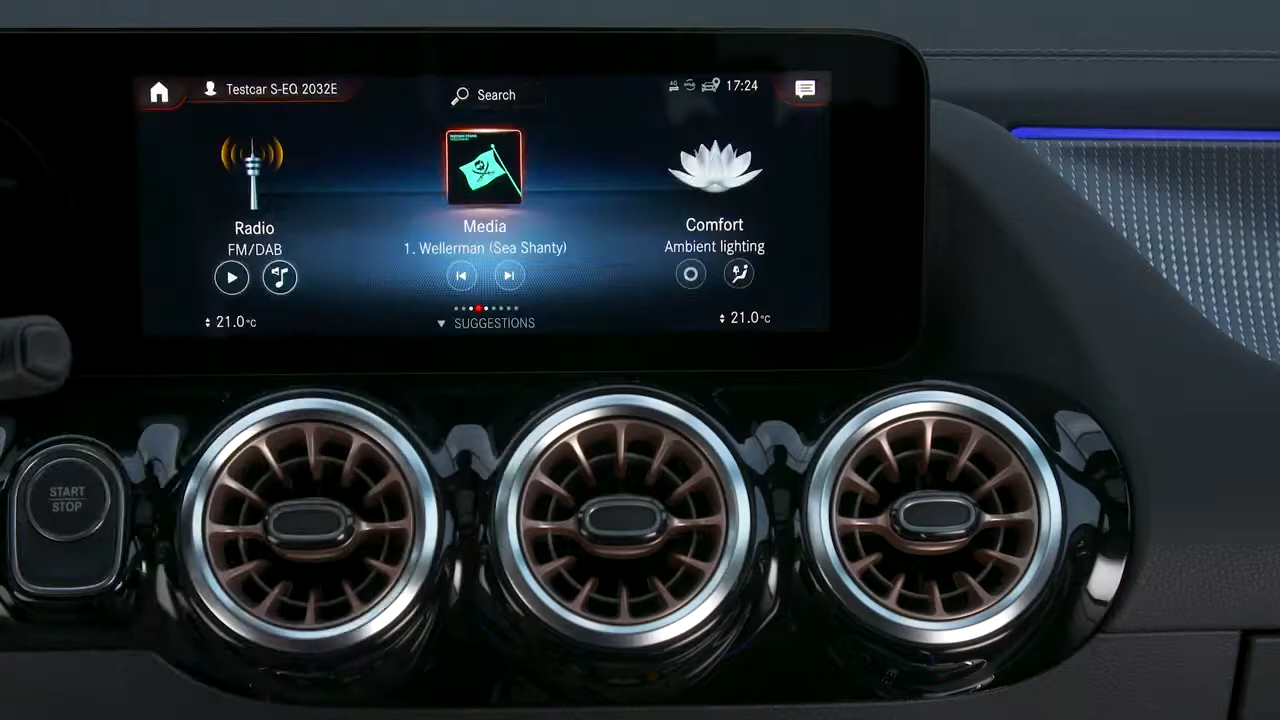 Testcar S-EQ 2032E
Search
4G
17:24
Radio
FM/DAB
Media
1. Wellerman (Sea Shanty)
Comfort
Ambient lighting
21.0°C
SUGGESTIONS
21.0°C
START
STOP